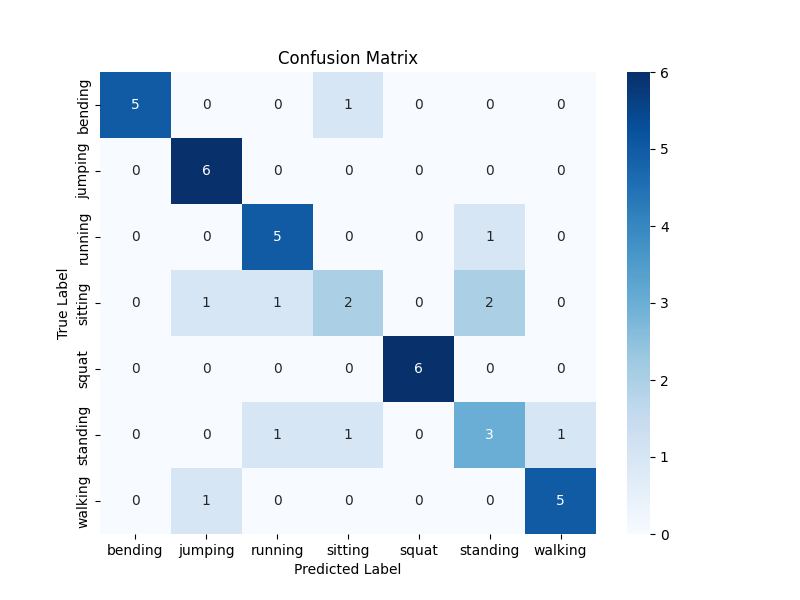 Confusion Matrix
True Label
bending 5 0 0 1 0 0 0
jumping 0 6 0 0 0 0 0
running 0 0 5 0 0 1 0
sitting 0 1 1 2 0 2 0
squat 0 0 0 0 6 0 0
standing 0 0 1 1 0 3 1
walking 0 1 0 0 0 0 5
bending jumping running sitting squat standing walking
Predicted Label
6
5
4
3
2
1
0